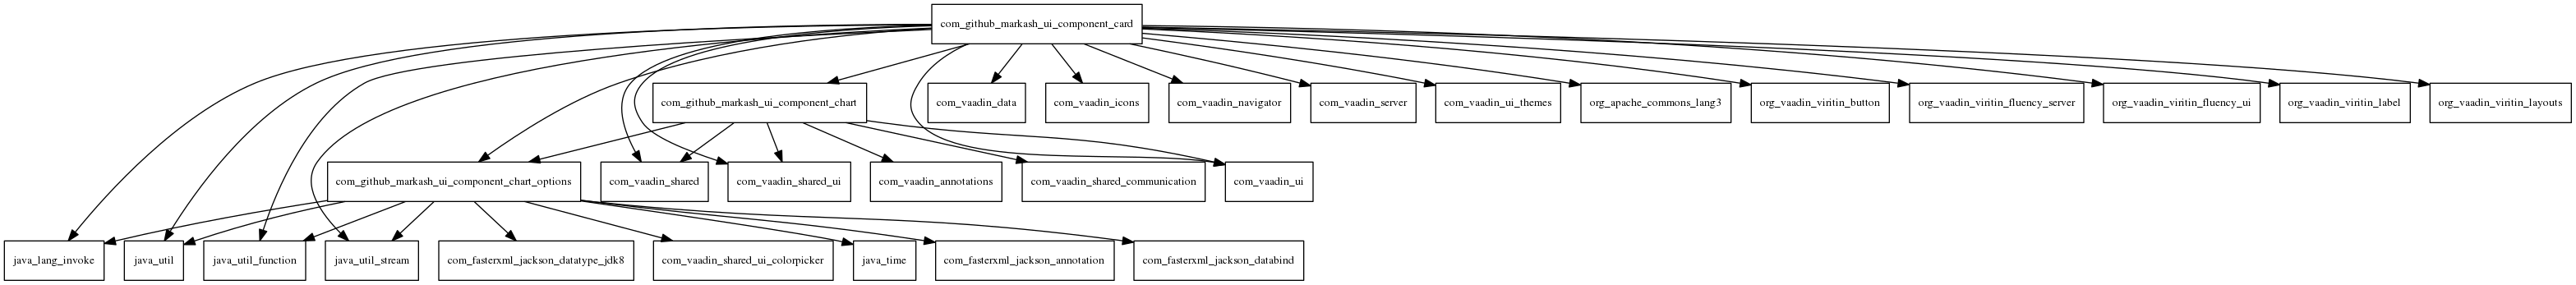 com_github_markash_ui_component_card
com_github_markash_ui_component_chart
com_vaadin_data
com_vaadin_icons
com_vaadin_navigator
com_vaadin_server
com_vaadin_ui_themes
org_apache_commons_lang3
org_vaadin_viritin_button
org_vaadin_viritin_fluency_server
org_vaadin_viritin_fluency_ui
org_vaadin_viritin_label
org_vaadin_viritin_layouts
com_github_markash_ui_component_chart_options
com_vaadin_shared
com_vaadin_shared_ui
com_vaadin_annotations
com_vaadin_shared_communication
com_vaadin_ui
java_lang_invoke
java_util
java_util_function
java_util_stream
com_fasterxml_jackson_datatype_jdk8
com_vaadin_shared_ui_colorpicker
java_time
com_fasterxml_jackson_annotation
com_fasterxml_jackson_databind